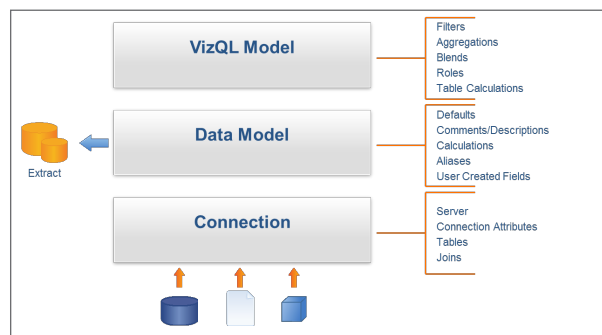 VizQL Model
Filters
Aggregations
Blends
Roles
Table Calculations
Data Model
Defaults
Comments/Descriptions
Calculations
Aliases
User Created Fields
Extract
Connection
Server
Connection Attributes
Tables
Joins